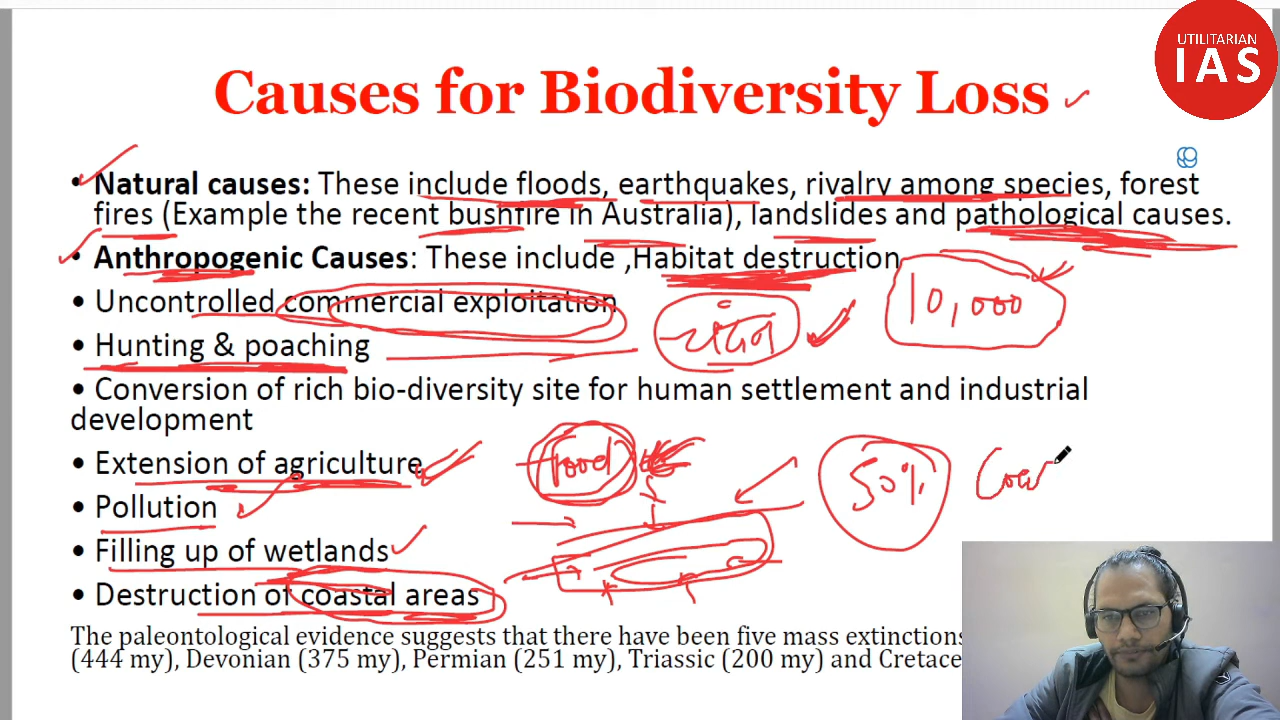 UTILITARIAN
IAS
Causes for Biodiversity Loss
• Natural causes: These include floods, earthquakes, rivalry among species, forest
fires (Example the recent bushfire in Australia), landslides and pathological causes.
• Anthropogenic Causes: These include ,Habitat destruction
• Uncontrolled commercial exploitation
10,000
• Hunting & poaching
• Conversion of rich bio-diversity site for human settlement and industrial
development
• Extension of agriculture
food
50%
• Pollution
• Filling up of wetlands
• Destruction of coastal areas
The paleontological evidence suggests that there have been five mass extinctions
(444 my), Devonian (375 my), Permian (251 my), Triassic (200 my) and Cretace